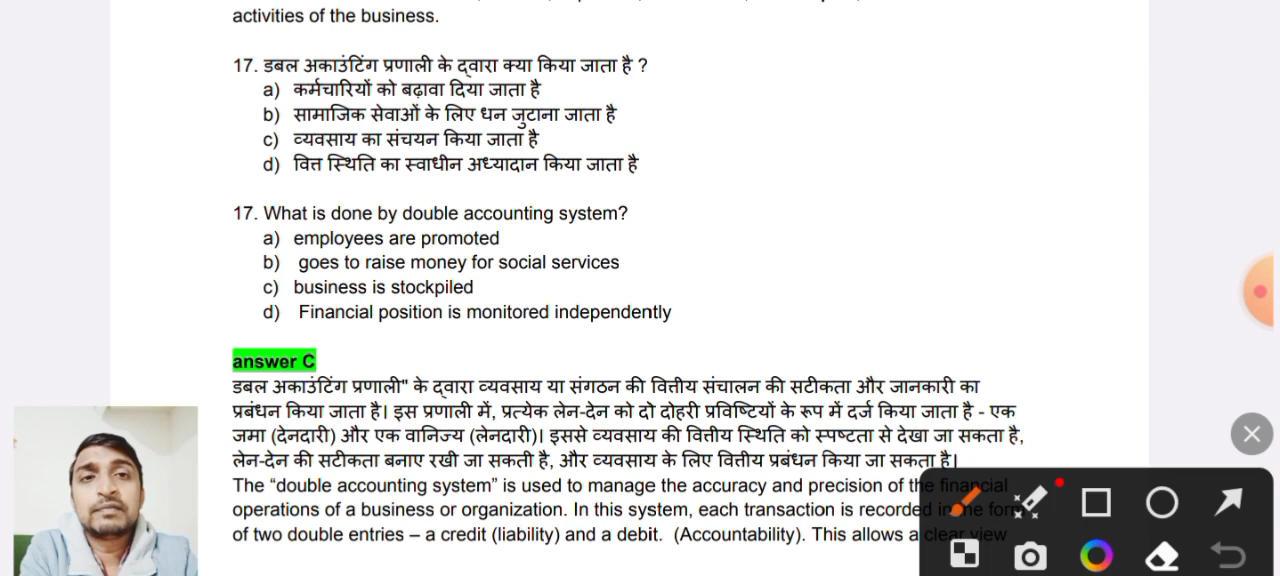 activities of the business.
17. डबल अकाउंटिंग प्रणाली के द्वारा क्या किया जाता है ?
a) कर्मचारियों को बढ़ावा दिया जाता है
b) सामाजिक सेवाओं के लिए धन जुटाना जाता है
c) व्यवसाय का संचयन किया जाता है
d) वित्त स्थिति का स्वाधीन अध्यादान किया जाता है
17. What is done by double accounting system?
a) employees are promoted
b) goes to raise money for social services
c) business is stockpiled
d) Financial position is monitored independently
answer C
डबल अकाउंटिंग प्रणाली" के द्वारा व्यवसाय या संगठन की वित्तीय संचालन की सटीकता और जानकारी का
प्रबंधन किया जाता है। इस प्रणाली में, प्रत्येक लेन-देन को दो दोहरी प्रविष्टियों के रूप में दर्ज किया जाता है - एक
जमा (देनदारी) और एक वानिज्य (लेनदारी)। इससे व्यवसाय की वित्तीय स्थिति को स्पष्टता से देखा जा सकता है,
लेन-देन की सटीकता बनाए रखी जा सकती है, और व्यवसाय के लिए वित्तीय प्रबंधन किया जा सकता है।
The “double accounting system” is used to manage the accuracy and precision of the financial
operations of a business or organization. In this system, each transaction is recorded in the form
of two double entries – a credit (liability) and a debit. (Accountability). This allows a clear view